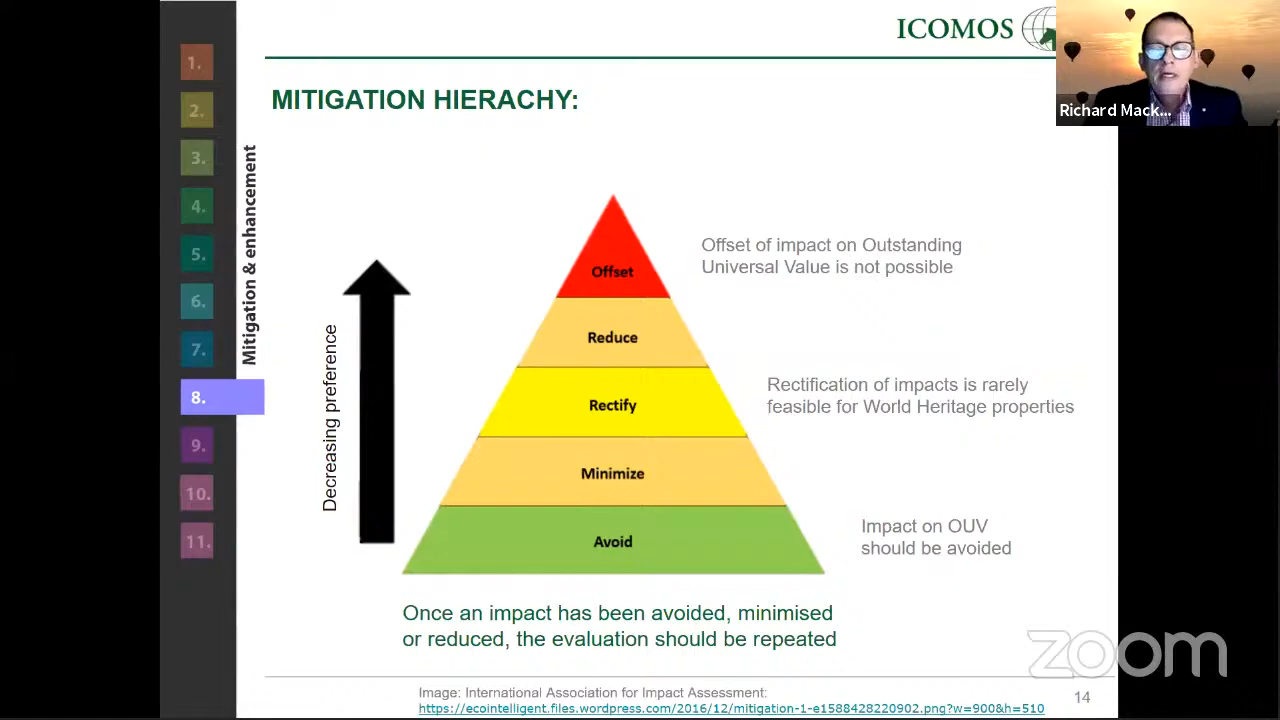 ICOMOS
Richard Mack...
MITIGATION HIERACHY:
1.
2.
3.
4.
5.
6.
7.
8.
9.
10.
11.
Mitigation & enhancement
Decreasing preference
Offset
Reduce
Rectify
Minimize
Avoid
Offset of impact on Outstanding
Universal Value is not possible
Rectification of impacts is rarely
feasible for World Heritage properties
Impact on OUV
should be avoided
Once an impact has been avoided, minimised
or reduced, the evaluation should be repeated
zoom
Image: International Association for Impact Assessment:
https://ecointelligent.files.wordpress.com/2016/12/mitigation-1-e1588428220902.png?w=900&h=510
14